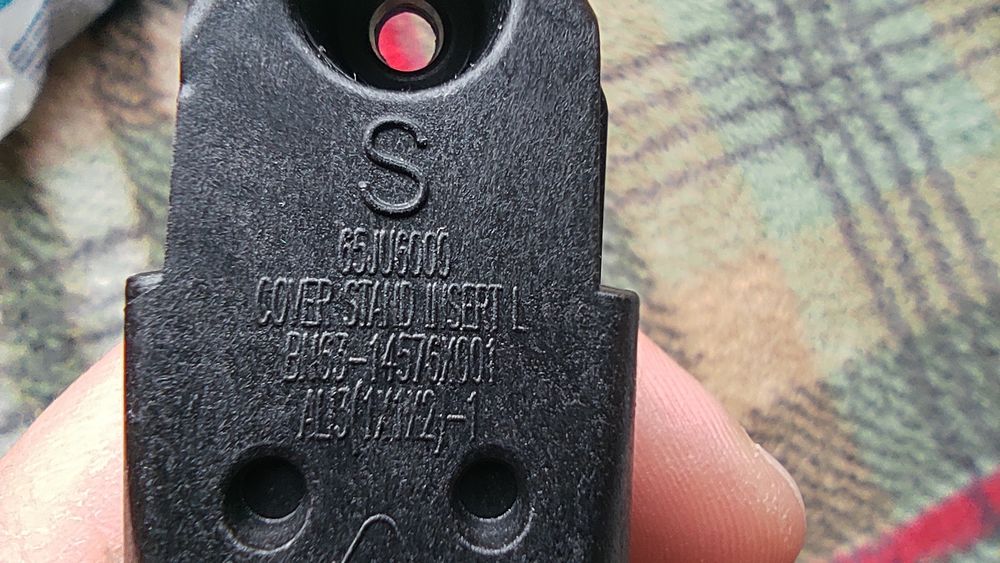 S
65JU6000
COVER STAND INSERT L
BN63-14576X001